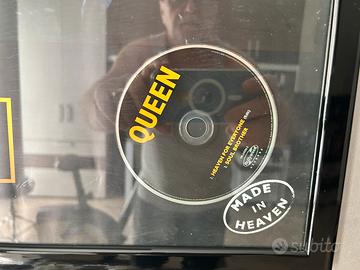 QUEEN
1. HEAVEN FOR EVERYONE
2. SOUL BROTHER
MADE
IN
HEAVEN
subito